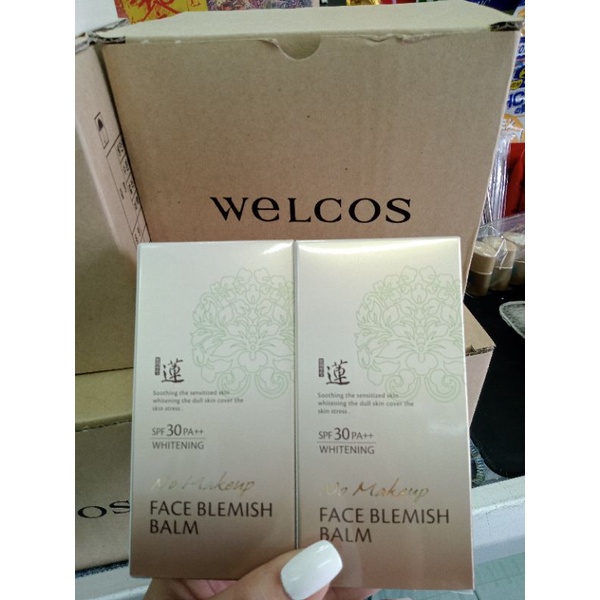 WELCOS
蓮
Soothing the sensitized skin
whitening the dull skin cover the
skin stress.
SPF 30 PA++
WHITENING
No Makeup
FACE BLEMISH
BALM
蓮
Soothing the sensitized skin
whitening the dull skin cover the
skin stress.
SPF 30 PA++
WHITENING
No Makeup
FACE BLEMISH
BALM